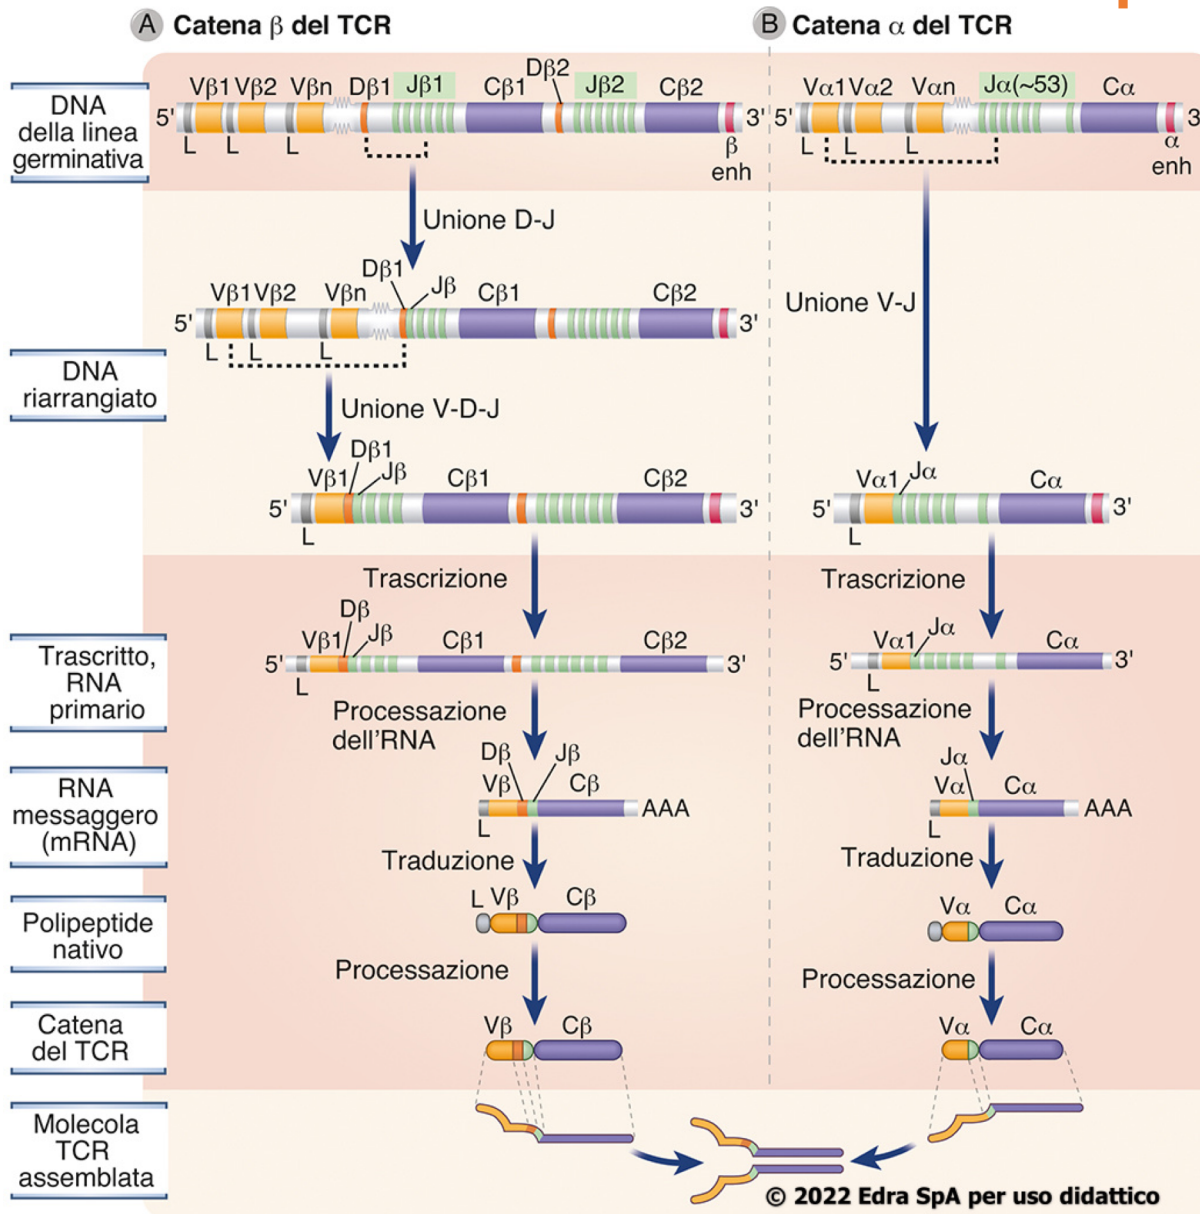 A Catena β del TCR
B Catena α del TCR
DNA
della linea
germinativa
Vβ1 Vβ2 Vβn Dβ1 Jβ1 Cβ1 Dβ2 Jβ2 Cβ2
5' 3'
L L L
β
enh
Vα1 Vα2 Vαn Jα(~53) Cα
5' 3
L L L
α
enh
Unione D-J
Unione V-J
DNA
riarrangiato
Dβ1
Vβ1 Vβ2 Vβn Jβ Cβ1 Cβ2
5' 3'
L L L
Unione V-D-J
Dβ1
Vβ1 Jβ Cβ1 Cβ2
5' 3'
L
Vα1 Jα Cα
5' 3'
L
Trascrizione
Trascrizione
Trascritto,
RNA
primario
Dβ
Vβ1 Jβ Cβ1 Cβ2
5' 3'
L
Jα
Vα1 Cα
5' 3'
L
Processazione
dell'RNA
Processazione
dell'RNA
RNA
messaggero
(mRNA)
Dβ Jβ
Vβ Cβ
AAA
L
Jα
Vα Cα
AAA
L
Traduzione
Traduzione
Polipeptide
nativo
L Vβ Cβ
Vα Cα
Processazione
Processazione
Catena
del TCR
Vβ Cβ
Vα Cα
Molecola
TCR
assemblata
© 2022 Edra SpA per uso didattico